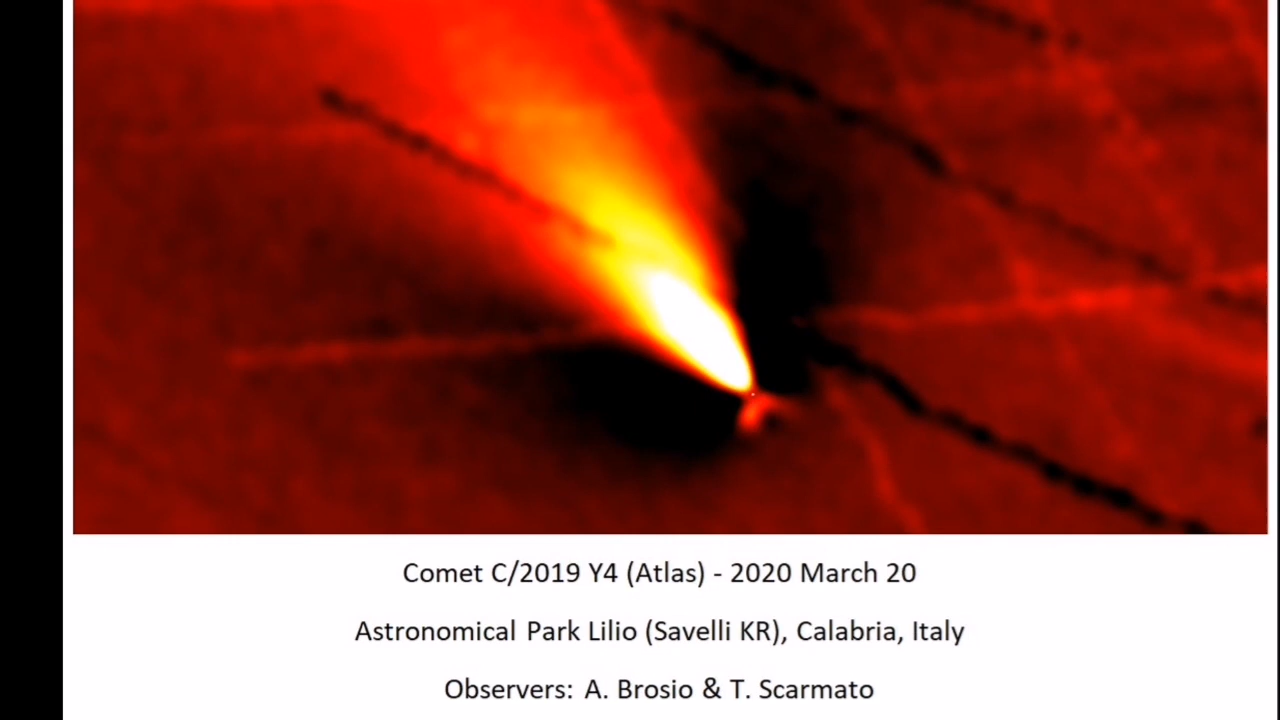 Comet C/2019 Y4 (Atlas) - 2020 March 20
Astronomical Park Lilio (Savelli KR), Calabria, Italy
Observers: A. Brosio & T. Scarmato